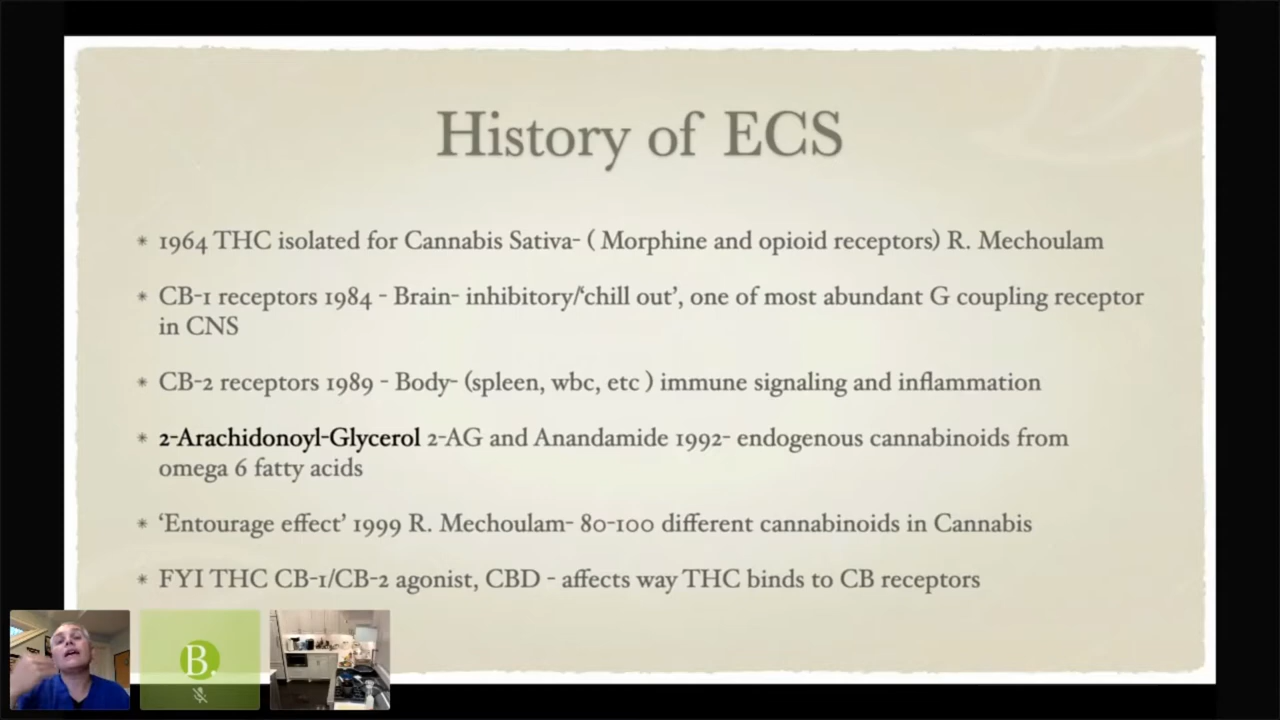 History of ECS
* 1964 THC isolated for Cannabis Sativa- ( Morphine and opioid receptors) R. Mechoulam
* CB-1 receptors 1984 - Brain- inhibitory/‘chill out’, one of most abundant G coupling receptor
in CNS
* CB-2 receptors 1989 - Body- (spleen, wbc, etc ) immune signaling and inflammation
* 2-Arachidonoyl-Glycerol 2-AG and Anandamide 1992- endogenous cannabinoids from
omega 6 fatty acids
* ‘Entourage effect’ 1999 R. Mechoulam- 80-100 different cannabinoids in Cannabis
* FYI THC CB-1/CB-2 agonist, CBD - affects way THC binds to CB receptors
B.